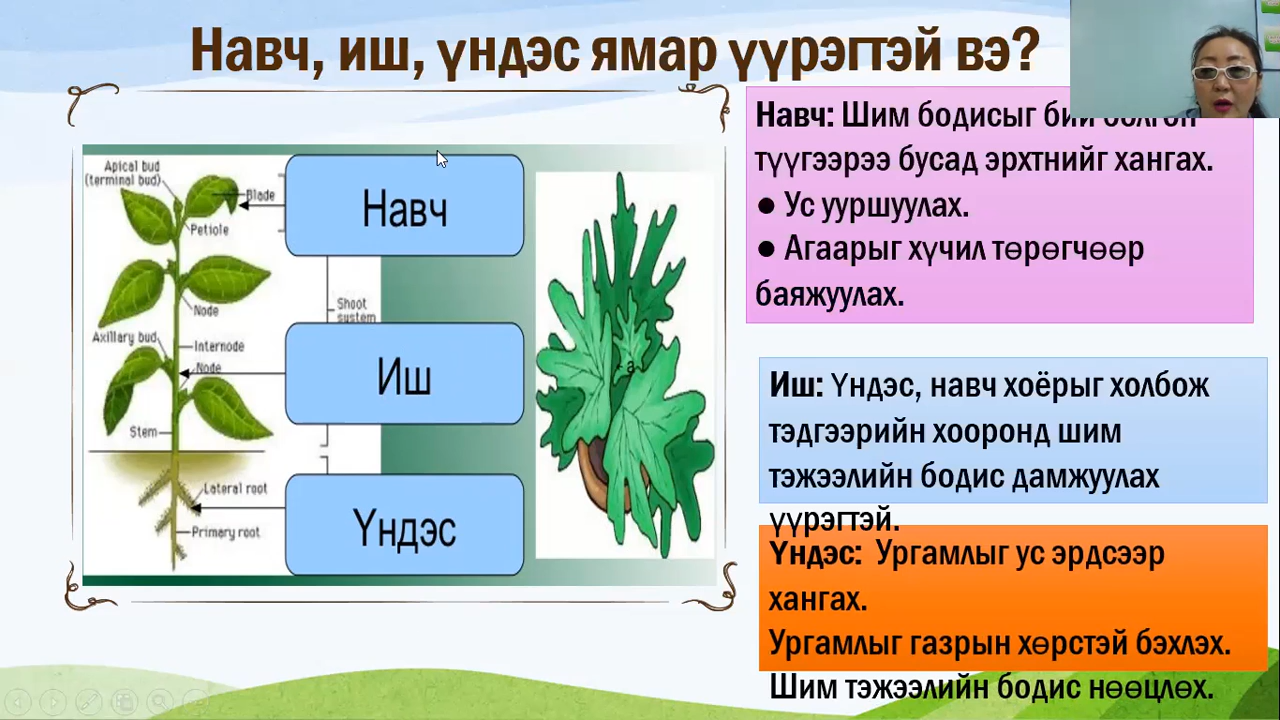 Навч, иш, үндэс ямар үүрэгтэй вэ?
Apical bud
(terminal bud)
Blade
Petiole
Навч
Node
Shoot
system
Axillary bud
Internode
Node
Иш
Stem
Lateral root
Primary root
Үндэс
a
Навч: Шим бодисыг бий болгон
түүгээрээ бусад эрхтнийг хангах.
● Ус ууршуулах.
● Агаарыг хүчил төрөгчөөр
баяжуулах.
Иш: Үндэс, навч хоёрыг холбож
тэдгээрийн хооронд шим
тэжээлийн бодис дамжуулах
үүрэгтэй.
Үндэс: Ургамлыг ус эрдсээр
хангах.
Ургамлыг газрын хөрстэй бэхлэх.
Шим тэжээлийн бодис нөөцлөх.